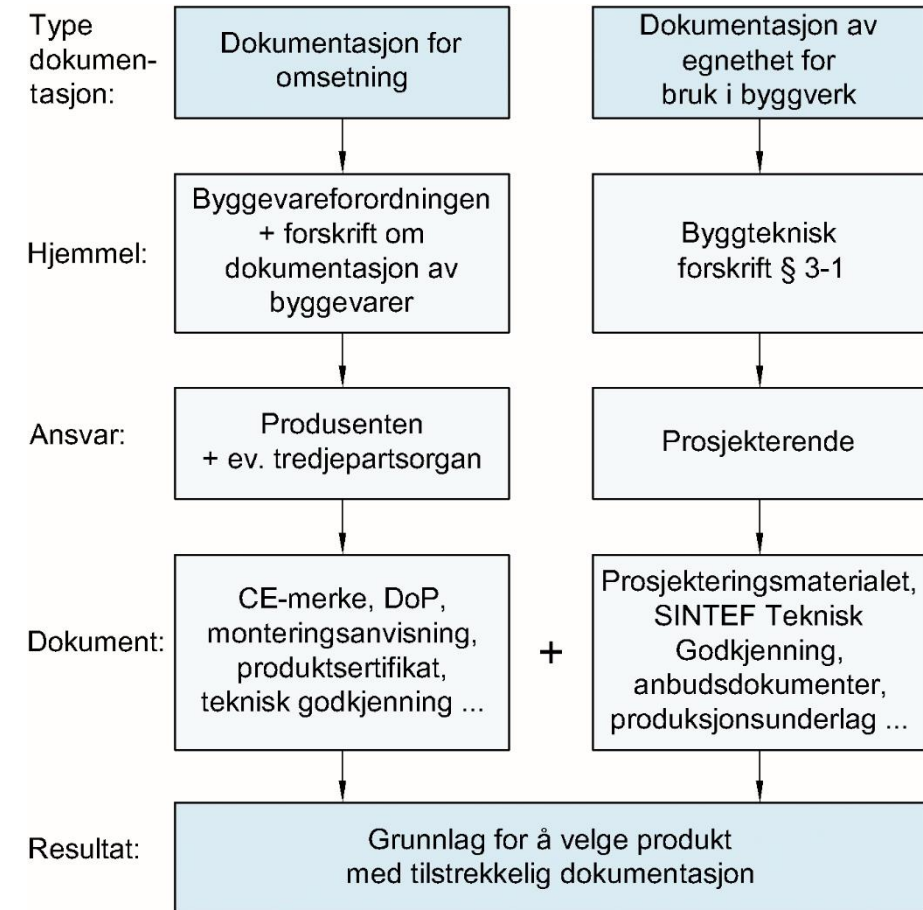 Type
dokumen-
tasjon:
Dokumentasjon for
omsetning
Dokumentasjon av
egnethet for
bruk i byggverk
Hjemmel:
Byggevareforordningen
+ forskrift om
dokumentasjon av
byggevarer
Byggteknisk
forskrift § 3-1
Ansvar:
Produsenten
+ ev. tredjepartsorgan
Prosjekterende
Dokument:
CE-merke, DoP,
monteringsanvisning,
produktsertifikat,
teknisk godkjenning ...
+
Prosjekteringsmaterialet,
SINTEF Teknisk
Godkjenning,
anbudsdokumenter,
produksjonsunderlag ...
Resultat:
Grunnlag for å velge produkt
med tilstrekkelig dokumentasjon